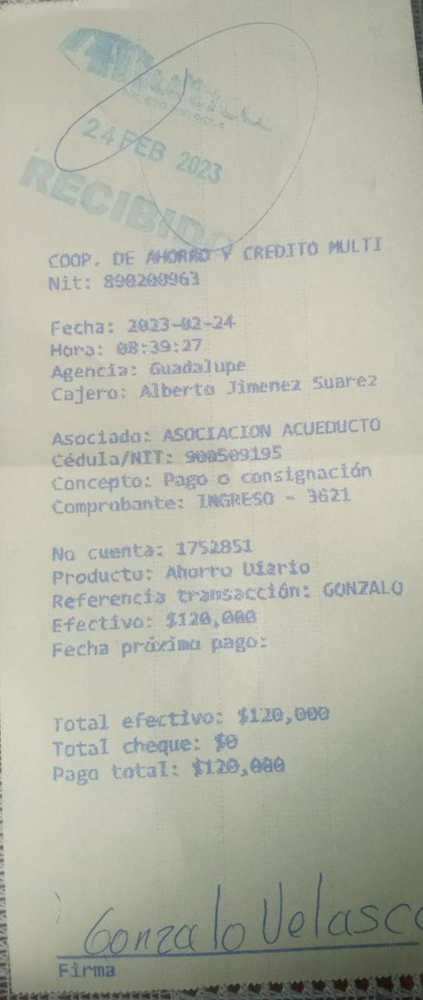 24 FEB 2023
RECIBIDO
COOP. DE AHORRO Y CREDITO MULTI
Nit: 890200963
Fecha: 2023-02-24
Hora: 08:39:27
Agencia: Guadalupe
Cajero: Alberto Jimenez Suarez
Asociado: ASOCIACION ACUEDUCTO
Cédula/NIT: 900509195
Concepto: Pago o consignación
Comprobante: INGRESO - 3621
No cuenta: 1752851
Producto: Ahorro Diario
Referencia transacción: GONZALO
Efectivo: $120,000
Fecha próximo pago:
Total efectivo: $120,000
Total cheque: $0
Pago total: $120,000
Gonzalo Velasco
Firma